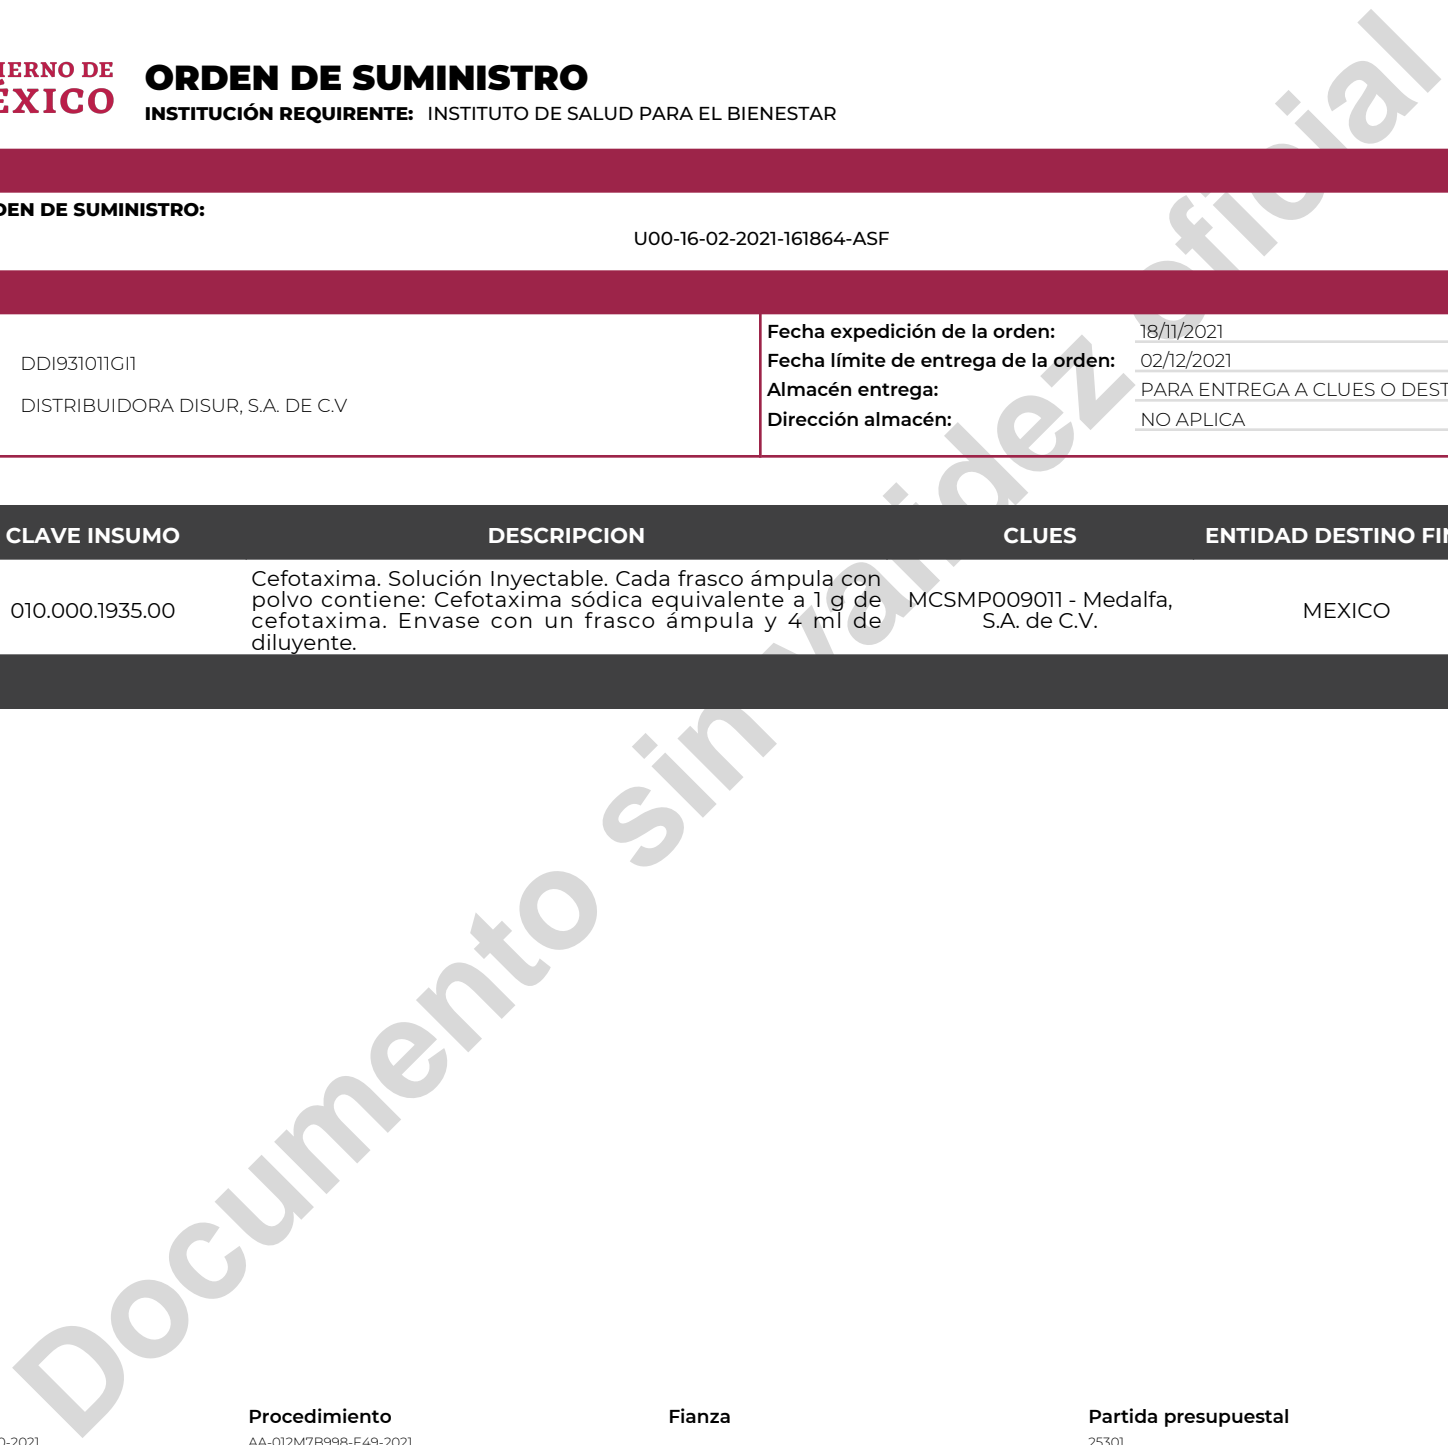 IERNO DE
ÉXICO
ORDEN DE SUMINISTRO
INSTITUCIÓN REQUIRENTE: INSTITUTO DE SALUD PARA EL BIENESTAR
DEN DE SUMINISTRO:
U00-16-02-2021-161864-ASF
DDI931011GI1
DISTRIBUIDORA DISUR, S.A. DE C.V
Fecha expedición de la orden: 18/11/2021
Fecha límite de entrega de la orden: 02/12/2021
Almacén entrega: PARA ENTREGA A CLUES O DEST
Dirección almacén: NO APLICA
CLAVE INSUMO DESCRIPCION CLUES ENTIDAD DESTINO FIN
010.000.1935.00
Cefotaxima. Solución Inyectable. Cada frasco ámpula con
polvo contiene: Cefotaxima sódica equivalente a 1 g de
cefotaxima. Envase con un frasco ámpula y 4 ml de
diluyente.
MCSMP009011 - Medalfa,
S.A. de C.V.
MEXICO
Documento sin validez oficial
Procedimiento Fianza Partida presupuestal
0-2021 AA-012M7B998-E49-2021 25301